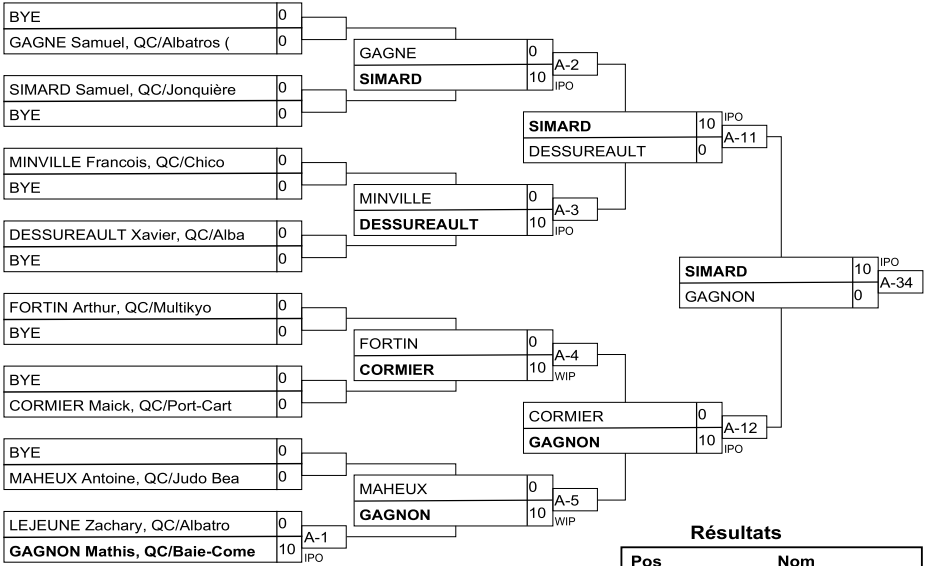 BYE 0
GAGNE Samuel, QC/Albatros ( 0
SIMARD Samuel, QC/Jonquière 0
BYE 0
MINVILLE Francois, QC/Chico 0
BYE 0
DESSUREAULT Xavier, QC/Alba 0
BYE 0
FORTIN Arthur, QC/Multikyo 0
BYE 0
BYE 0
CORMIER Maick, QC/Port-Cart 0
BYE 0
MAHEUX Antoine, QC/Judo Bea 0
LEJEUNE Zachary, QC/Albatro 0
A-1
GAGNON Mathis, QC/Baie-Come 10
IPO
GAGNE 0
A-2
SIMARD 10
IPO
MINVILLE 0
A-3
DESSUREAULT 10
IPO
FORTIN 0
A-4
CORMIER 10
WIP
MAHEUX 0
A-5
GAGNON 10
WIP
SIMARD 10
IPO
A-11
DESSUREAULT 0
CORMIER 0
A-12
GAGNON 10
IPO
SIMARD 10
IPO
A-34
GAGNON 0
Résultats
Pos Nom